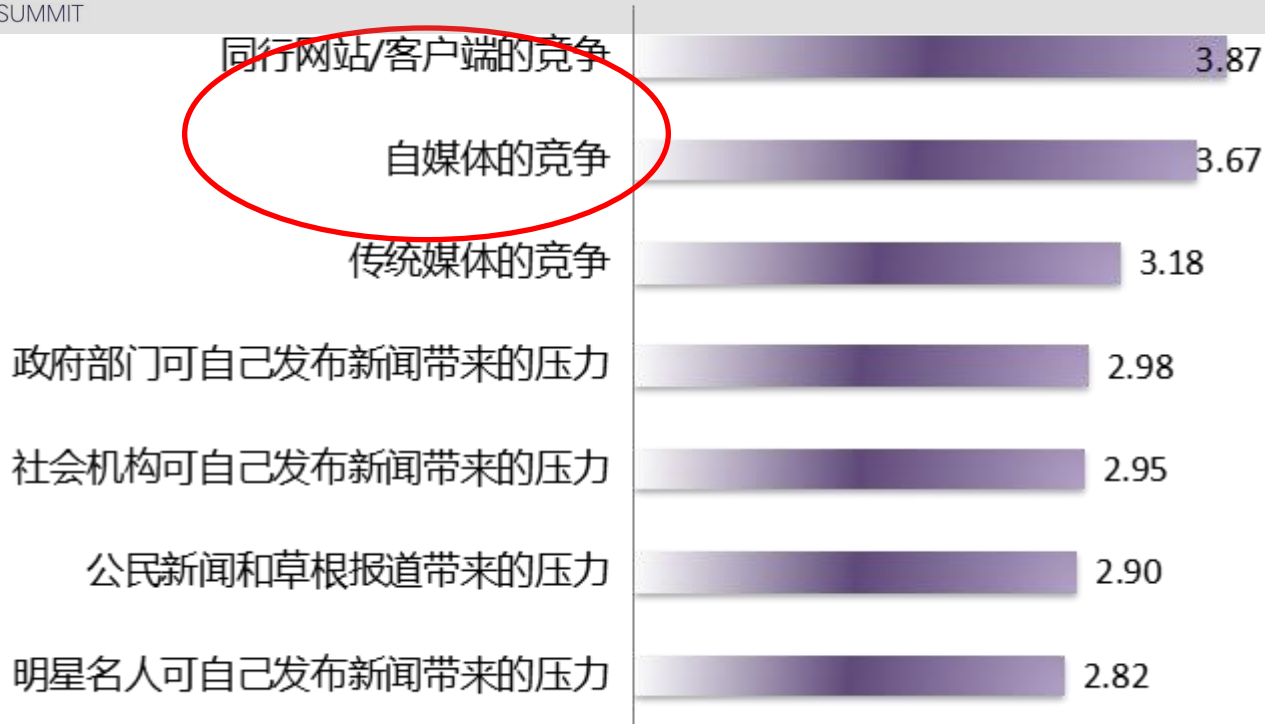 SUMMIT
同行网站/客户端的竞争 3.87
自媒体的竞争 3.67
传统媒体的竞争 3.18
政府部门可自己发布新闻带来的压力 2.98
社会机构可自己发布新闻带来的压力 2.95
公民新闻和草根报道带来的压力 2.90
明星名人可自己发布新闻带来的压力 2.82